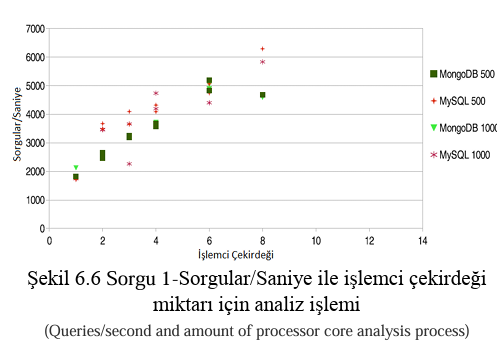 7000
6000
5000
4000
3000
2000
1000
0
Sorgular/Saniye
0 2 4 6 8 10 12 14
İşlemci Çekirdeği
MongoDB 500
MySQL 500
MongoDB 1000
MySQL 1000
Şekil 6.6 Sorgu 1-Sorgular/Saniye ile işlemci çekirdeği
miktarı için analiz işlemi
(Queries/second and amount of processor core analysis process)